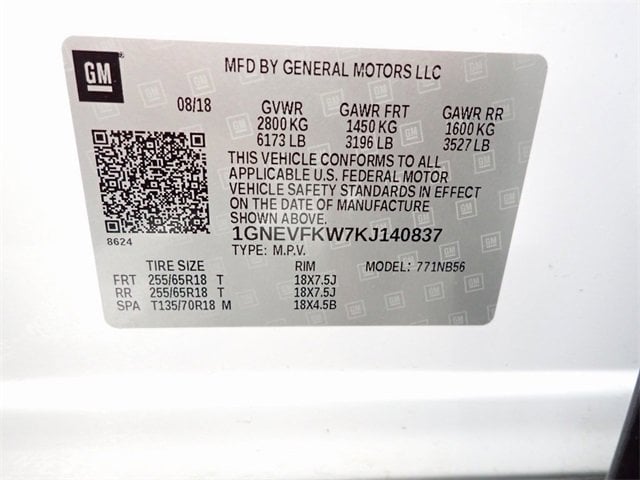 GM
MFD BY GENERAL MOTORS LLC
08/18 GVWR GAWR FRT GAWR RR
2800 KG 1450 KG 1600 KG
6173 LB 3196 LB 3527 LB
THIS VEHICLE CONFORMS TO ALL
APPLICABLE U.S. FEDERAL MOTOR
VEHICLE SAFETY STANDARDS IN EFFECT
ON THE DATE OF MANUFACTURE
SHOWN ABOVE.
8624
1GNEVFKW7KJ140837
TYPE: M.P.V. MODEL: 771NB56
TIRE SIZE RIM
FRT 255/65R18 T 18X7.5J
RR 255/65R18 T 18X7.5J
SPA T135/70R18 M 18X4.5B